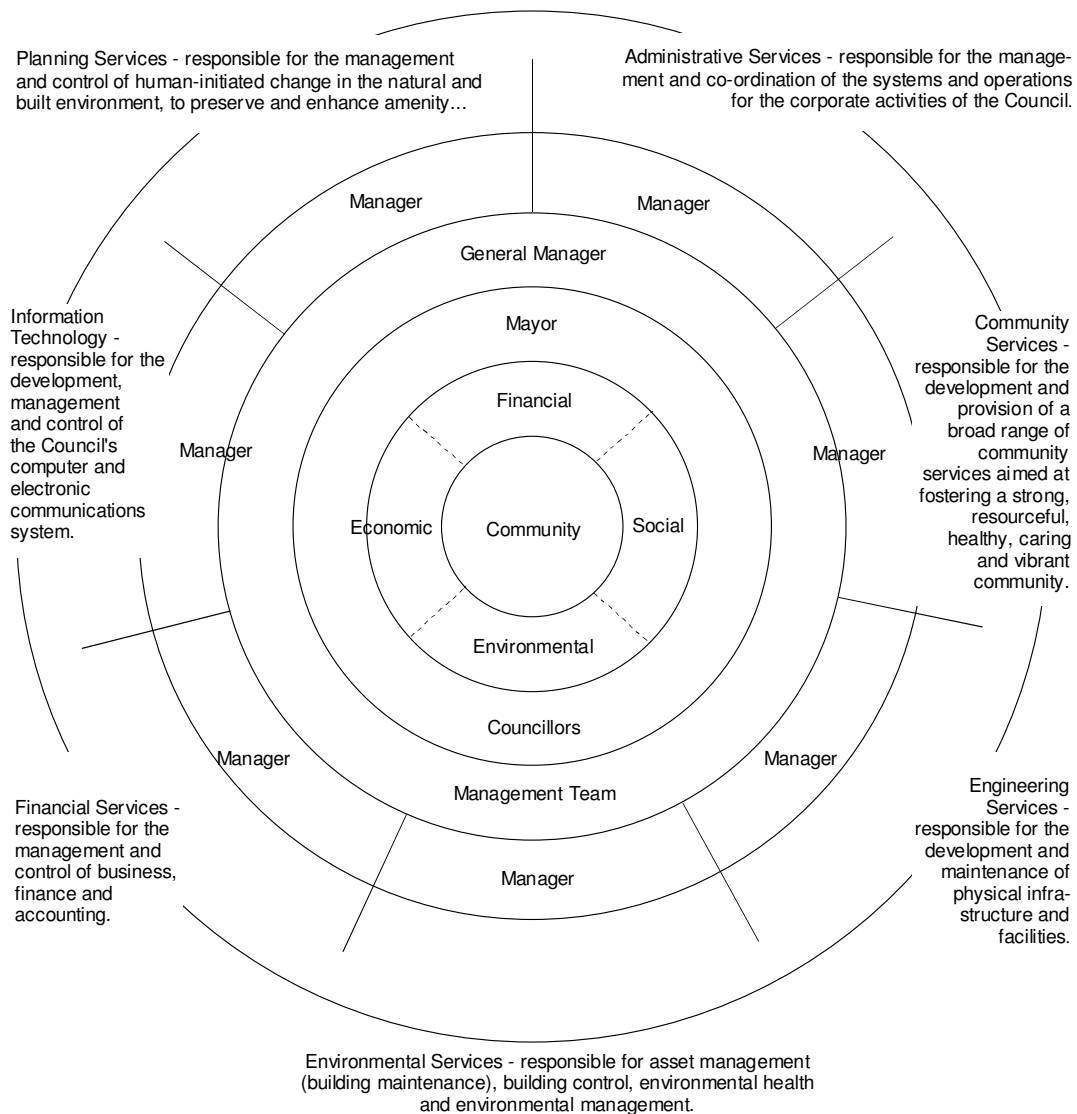 Planning Services - responsible for the management
and control of human-initiated change in the natural and
built environment, to preserve and enhance amenity...
Administrative Services - responsible for the manage-
ment and co-ordination of the systems and operations
for the corporate activities of the Council.
Manager
Manager
General Manager
Mayor
Financial
Information
Technology -
responsible for the
development,
management
and control of
the Council's
computer and
electronic
communications
system.
Manager
Economic
Community
Social
Manager
Community
Services -
responsible for the
development and
provision of a
broad range of
community
services aimed at
fostering a strong,
resourceful,
healthy, caring
and vibrant
community.
Environmental
Councillors
Manager
Manager
Management Team
Manager
Financial Services -
responsible for the
management and
control of business,
finance and
accounting.
Engineering
Services -
responsible for the
development and
maintenance of
physical infra-
structure and
facilities.
Environmental Services - responsible for asset management
(building maintenance), building control, environmental health
and environmental management.